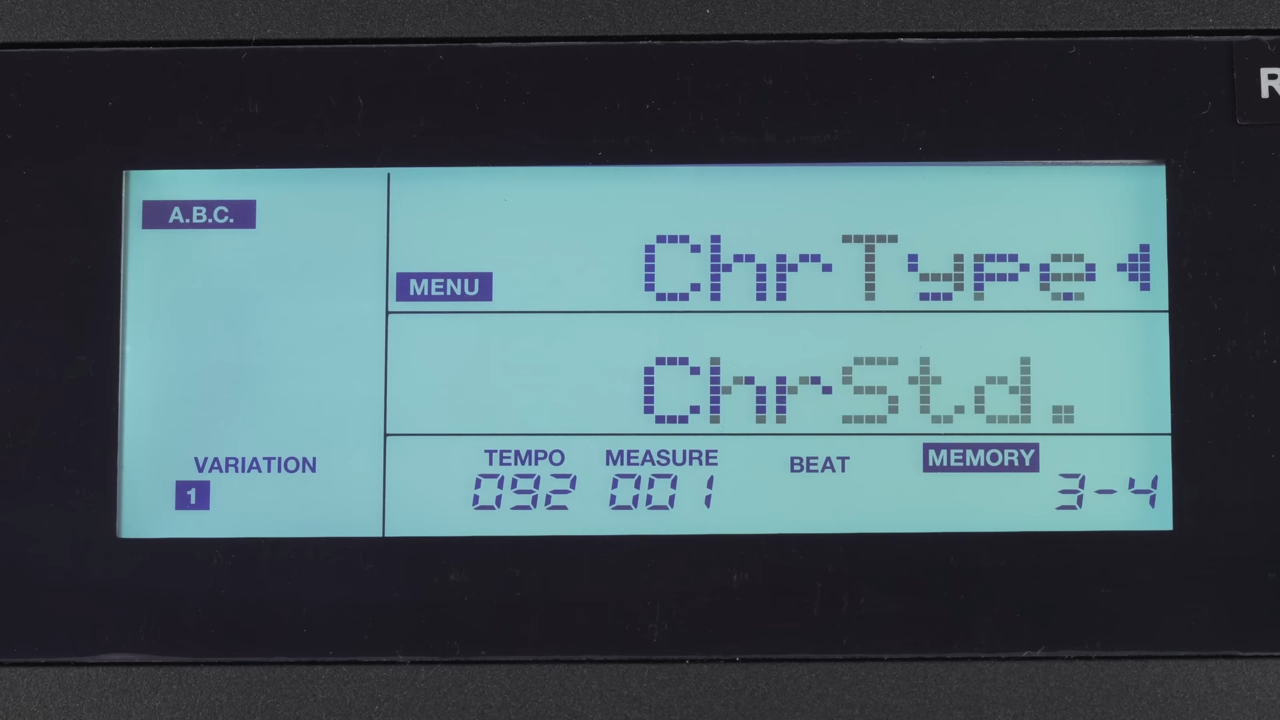 R
A.B.C.
MENU ChrType
ChrStd.
VARIATION
1
TEMPO MEASURE BEAT MEMORY
092 001 3-4